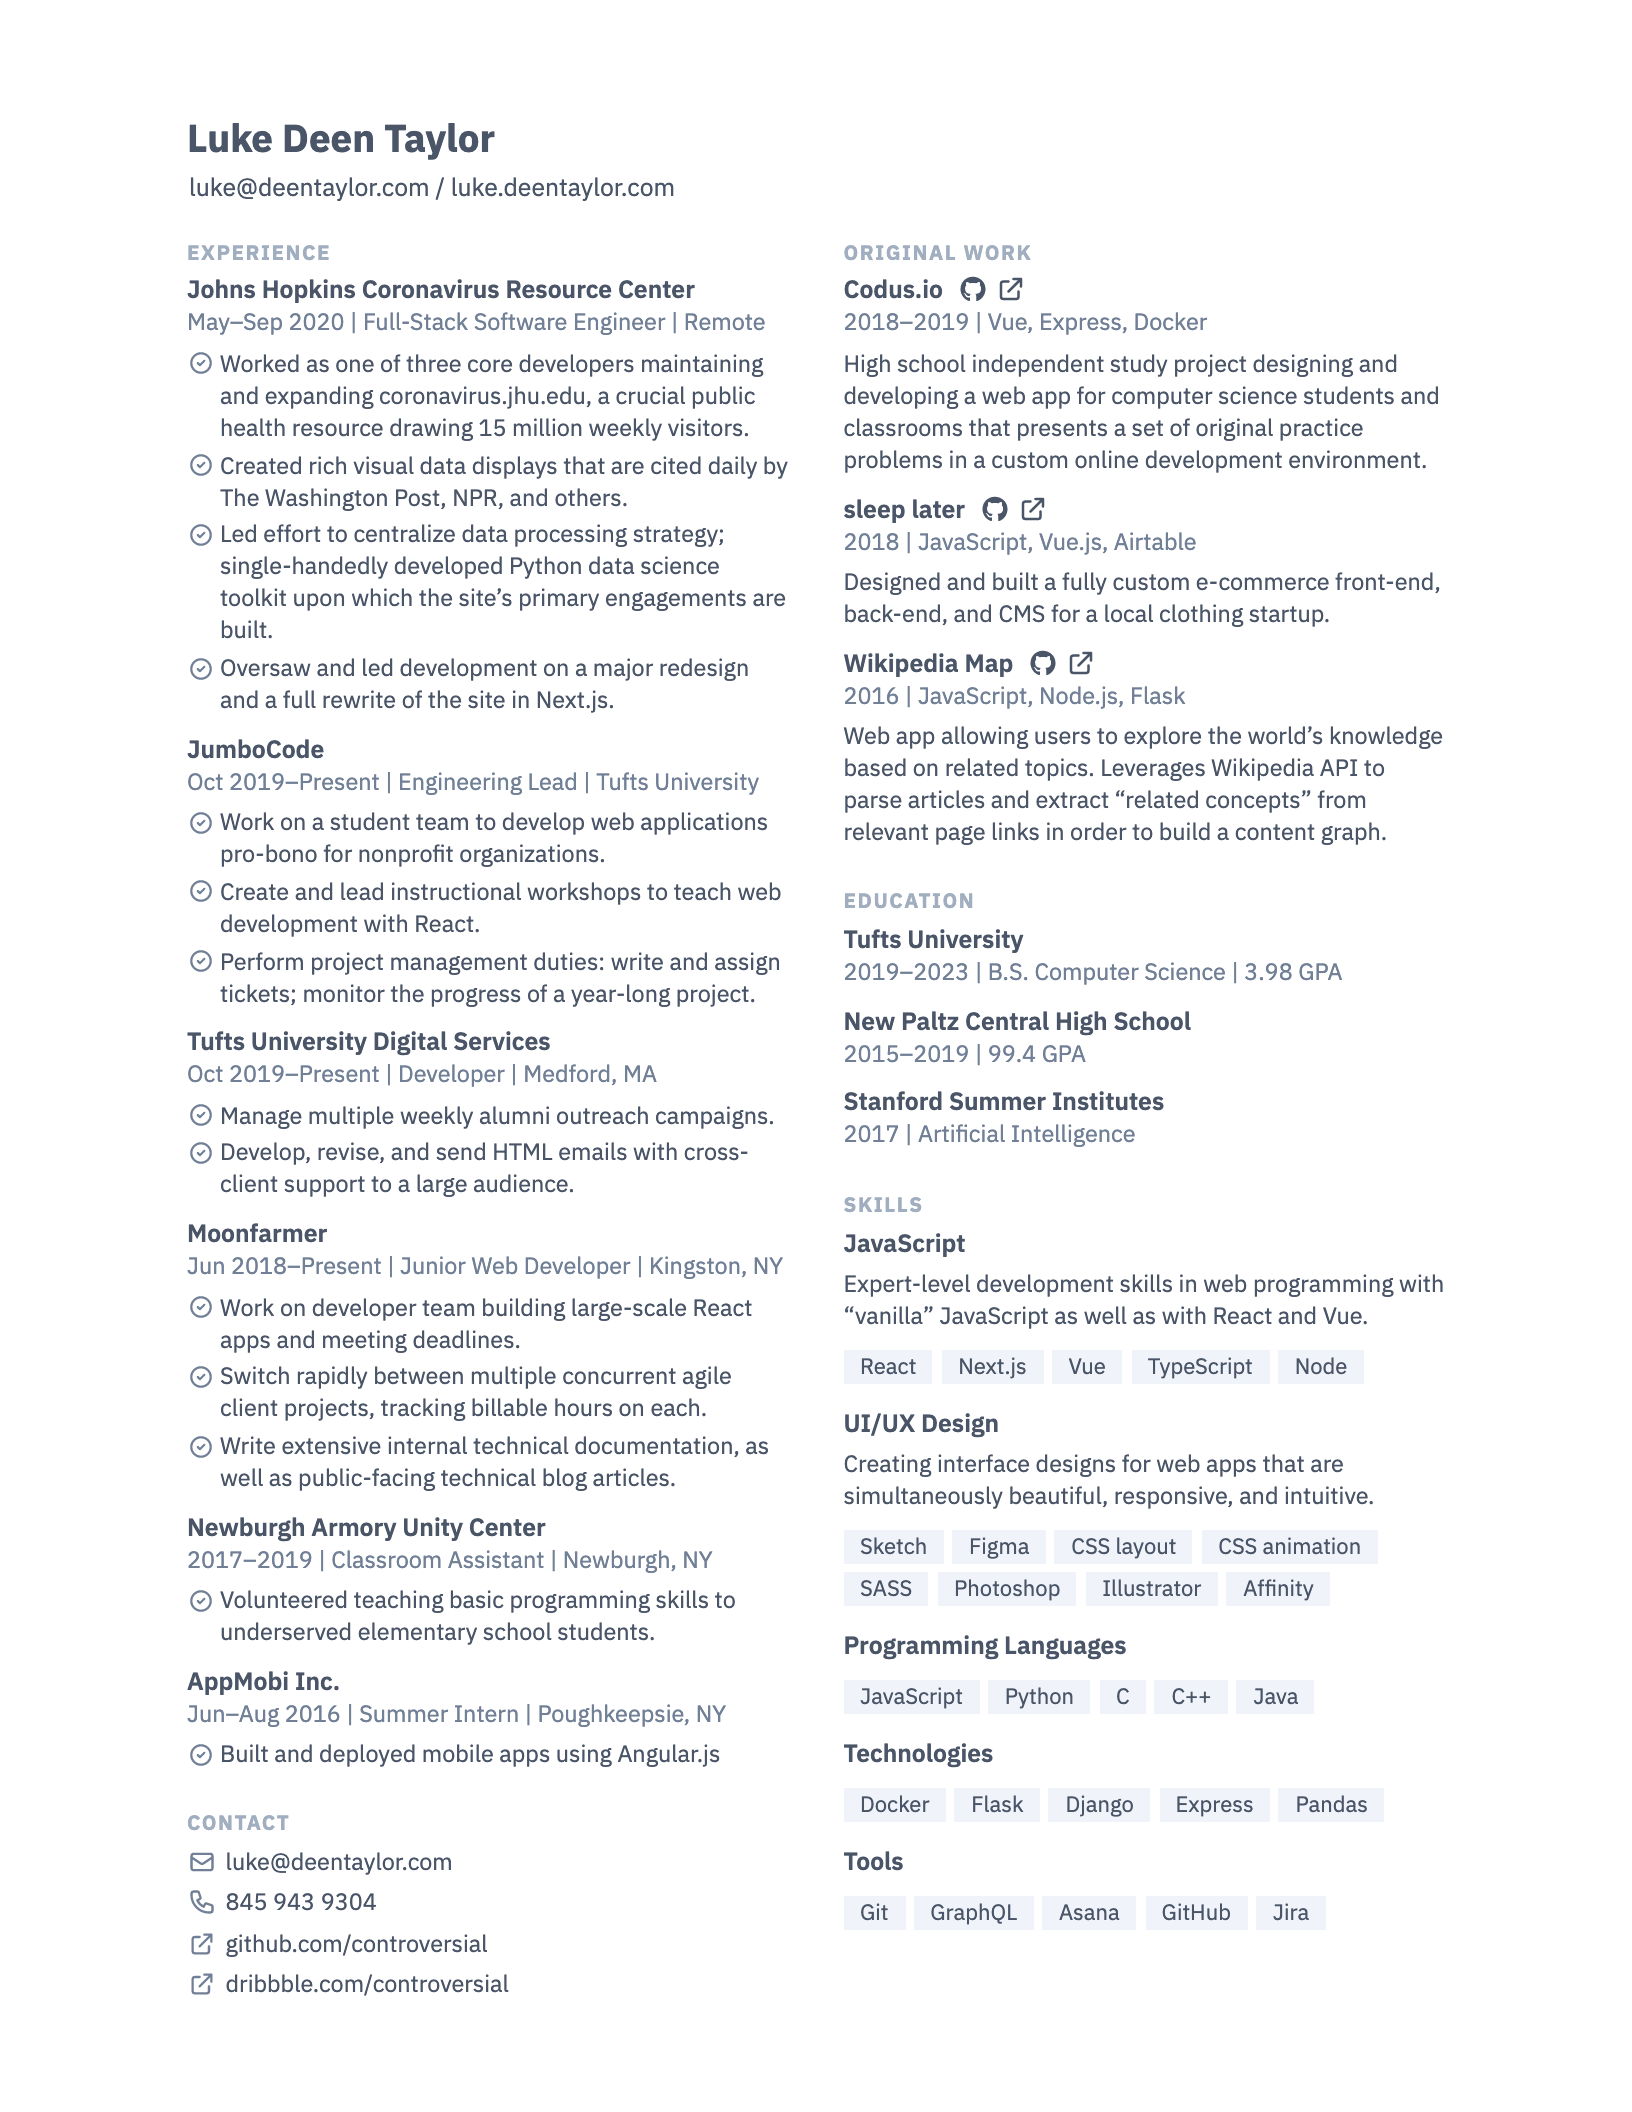 Luke Deen Taylor
luke@deentaylor.com / luke.deentaylor.com
EXPERIENCE
Johns Hopkins Coronavirus Resource Center
May–Sep 2020 | Full-Stack Software Engineer | Remote
Worked as one of three core developers maintaining
and expanding coronavirus.jhu.edu, a crucial public
health resource drawing 15 million weekly visitors.
Created rich visual data displays that are cited daily by
The Washington Post, NPR, and others.
Led effort to centralize data processing strategy;
single-handedly developed Python data science
toolkit upon which the site’s primary engagements are
built.
Oversaw and led development on a major redesign
and a full rewrite of the site in Next.js.
JumboCode
Oct 2019–Present | Engineering Lead | Tufts University
Work on a student team to develop web applications
pro-bono for nonprofit organizations.
Create and lead instructional workshops to teach web
development with React.
Perform project management duties: write and assign
tickets; monitor the progress of a year-long project.
Tufts University Digital Services
Oct 2019–Present | Developer | Medford, MA
Manage multiple weekly alumni outreach campaigns.
Develop, revise, and send HTML emails with cross-
client support to a large audience.
Moonfarmer
Jun 2018–Present | Junior Web Developer | Kingston, NY
Work on developer team building large-scale React
apps and meeting deadlines.
Switch rapidly between multiple concurrent agile
client projects, tracking billable hours on each.
Write extensive internal technical documentation, as
well as public-facing technical blog articles.
Newburgh Armory Unity Center
2017–2019 | Classroom Assistant | Newburgh, NY
Volunteered teaching basic programming skills to
underserved elementary school students.
AppMobi Inc.
Jun–Aug 2016 | Summer Intern | Poughkeepsie, NY
Built and deployed mobile apps using Angular.js
CONTACT
luke@deentaylor.com
845 943 9304
github.com/controversial
dribbble.com/controversial
ORIGINAL WORK
Codus.io
2018–2019 | Vue, Express, Docker
High school independent study project designing and
developing a web app for computer science students and
classrooms that presents a set of original practice
problems in a custom online development environment.
sleep later
2018 | JavaScript, Vue.js, Airtable
Designed and built a fully custom e-commerce front-end,
back-end, and CMS for a local clothing startup.
Wikipedia Map
2016 | JavaScript, Node.js, Flask
Web app allowing users to explore the world’s knowledge
based on related topics. Leverages Wikipedia API to
parse articles and extract “related concepts” from
relevant page links in order to build a content graph.
EDUCATION
Tufts University
2019–2023 | B.S. Computer Science | 3.98 GPA
New Paltz Central High School
2015–2019 | 99.4 GPA
Stanford Summer Institutes
2017 | Artificial Intelligence
SKILLS
JavaScript
Expert-level development skills in web programming with
“vanilla” JavaScript as well as with React and Vue.
React Next.js Vue TypeScript Node
UI/UX Design
Creating interface designs for web apps that are
simultaneously beautiful, responsive, and intuitive.
Sketch Figma CSS layout CSS animation
SASS Photoshop Illustrator Affinity
Programming Languages
JavaScript Python C C++ Java
Technologies
Docker Flask Django Express Pandas
Tools
Git GraphQL Asana GitHub Jira